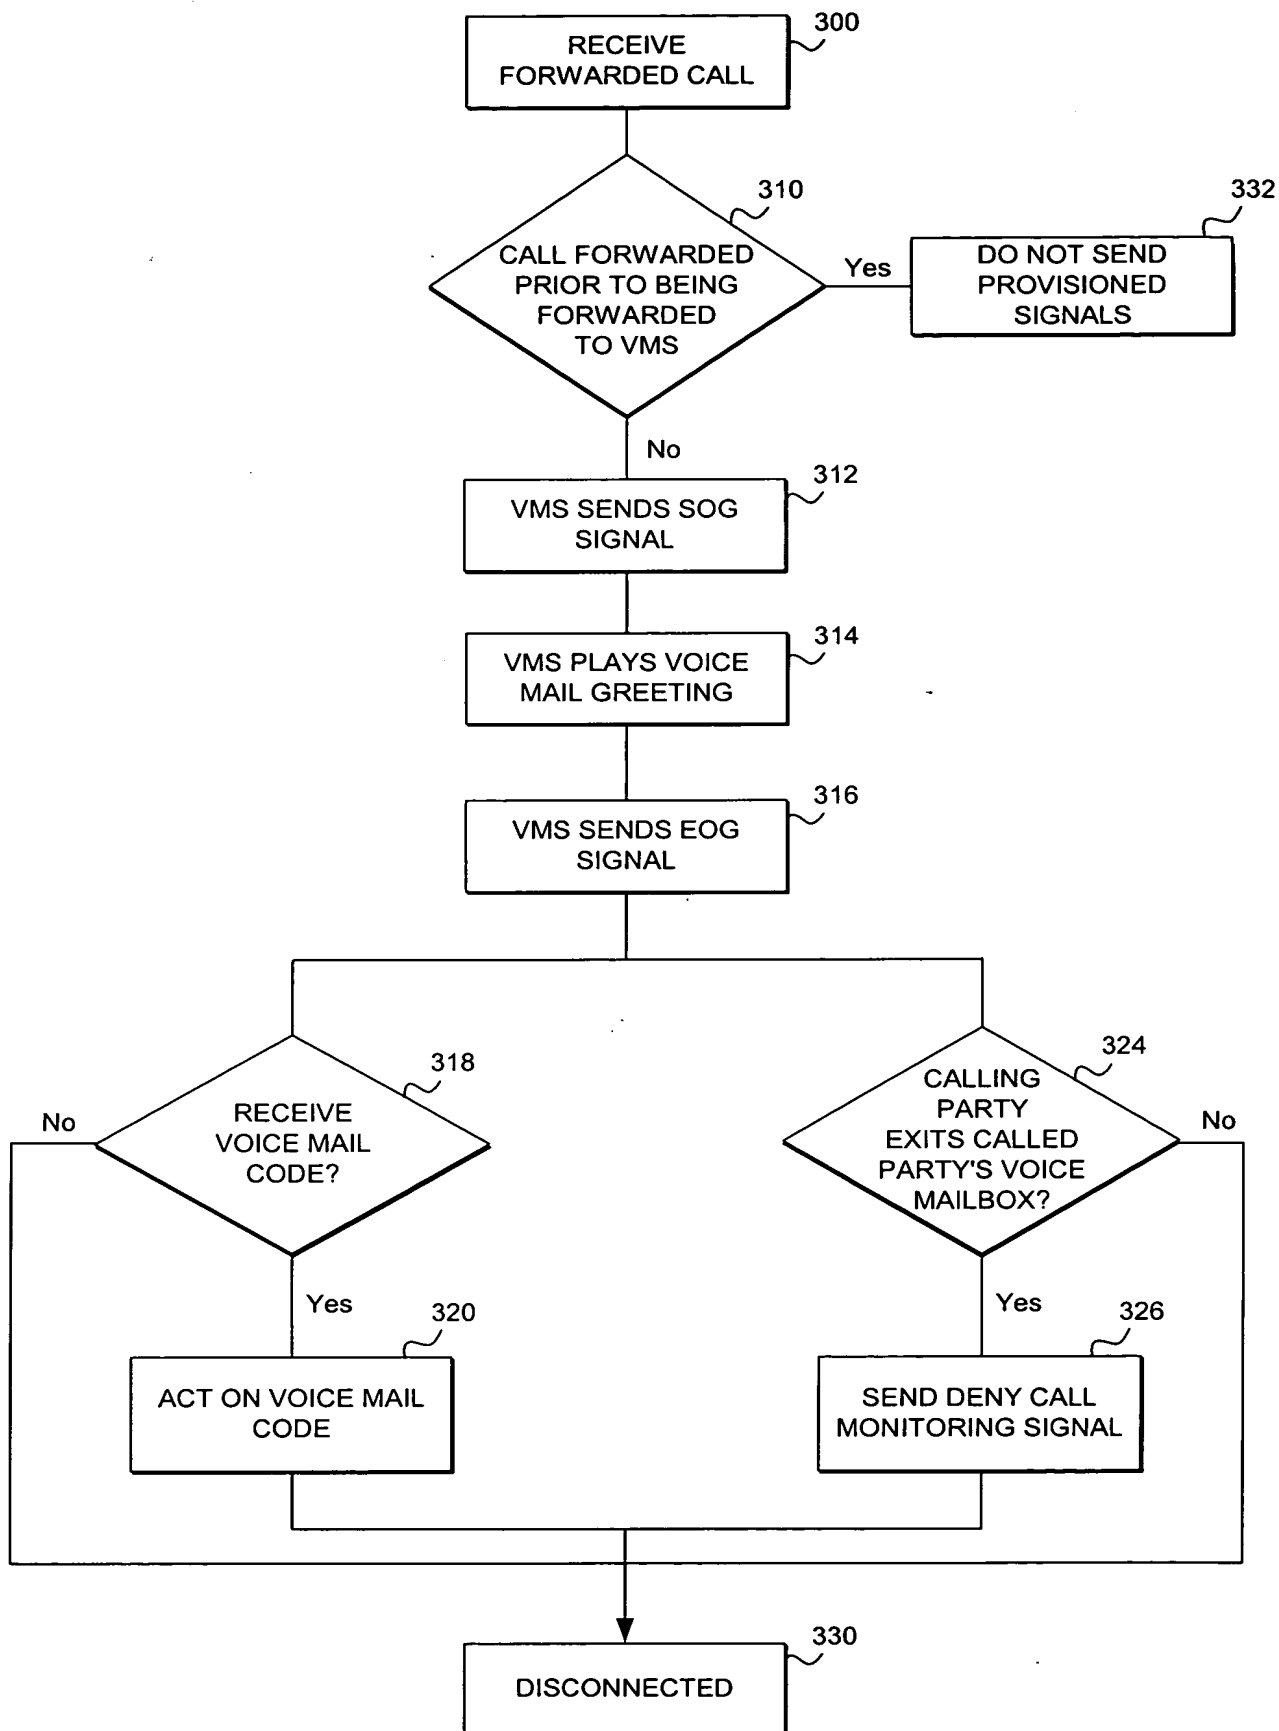 300
RECEIVE
FORWARDED CALL
310
332
CALL FORWARDED
PRIOR TO BEING
FORWARDED
TO VMS
Yes
DO NOT SEND
PROVISIONED
SIGNALS
No
312
VMS SENDS SOG
SIGNAL
314
VMS PLAYS VOICE
MAIL GREETING
316
VMS SENDS EOG
SIGNAL
318
No
RECEIVE
VOICE MAIL
CODE?
324
CALLING
PARTY
EXITS CALLED
PARTY'S VOICE
MAILBOX?
No
Yes
320
ACT ON VOICE MAIL
CODE
Yes
326
SEND DENY CALL
MONITORING SIGNAL
330
DISCONNECTED